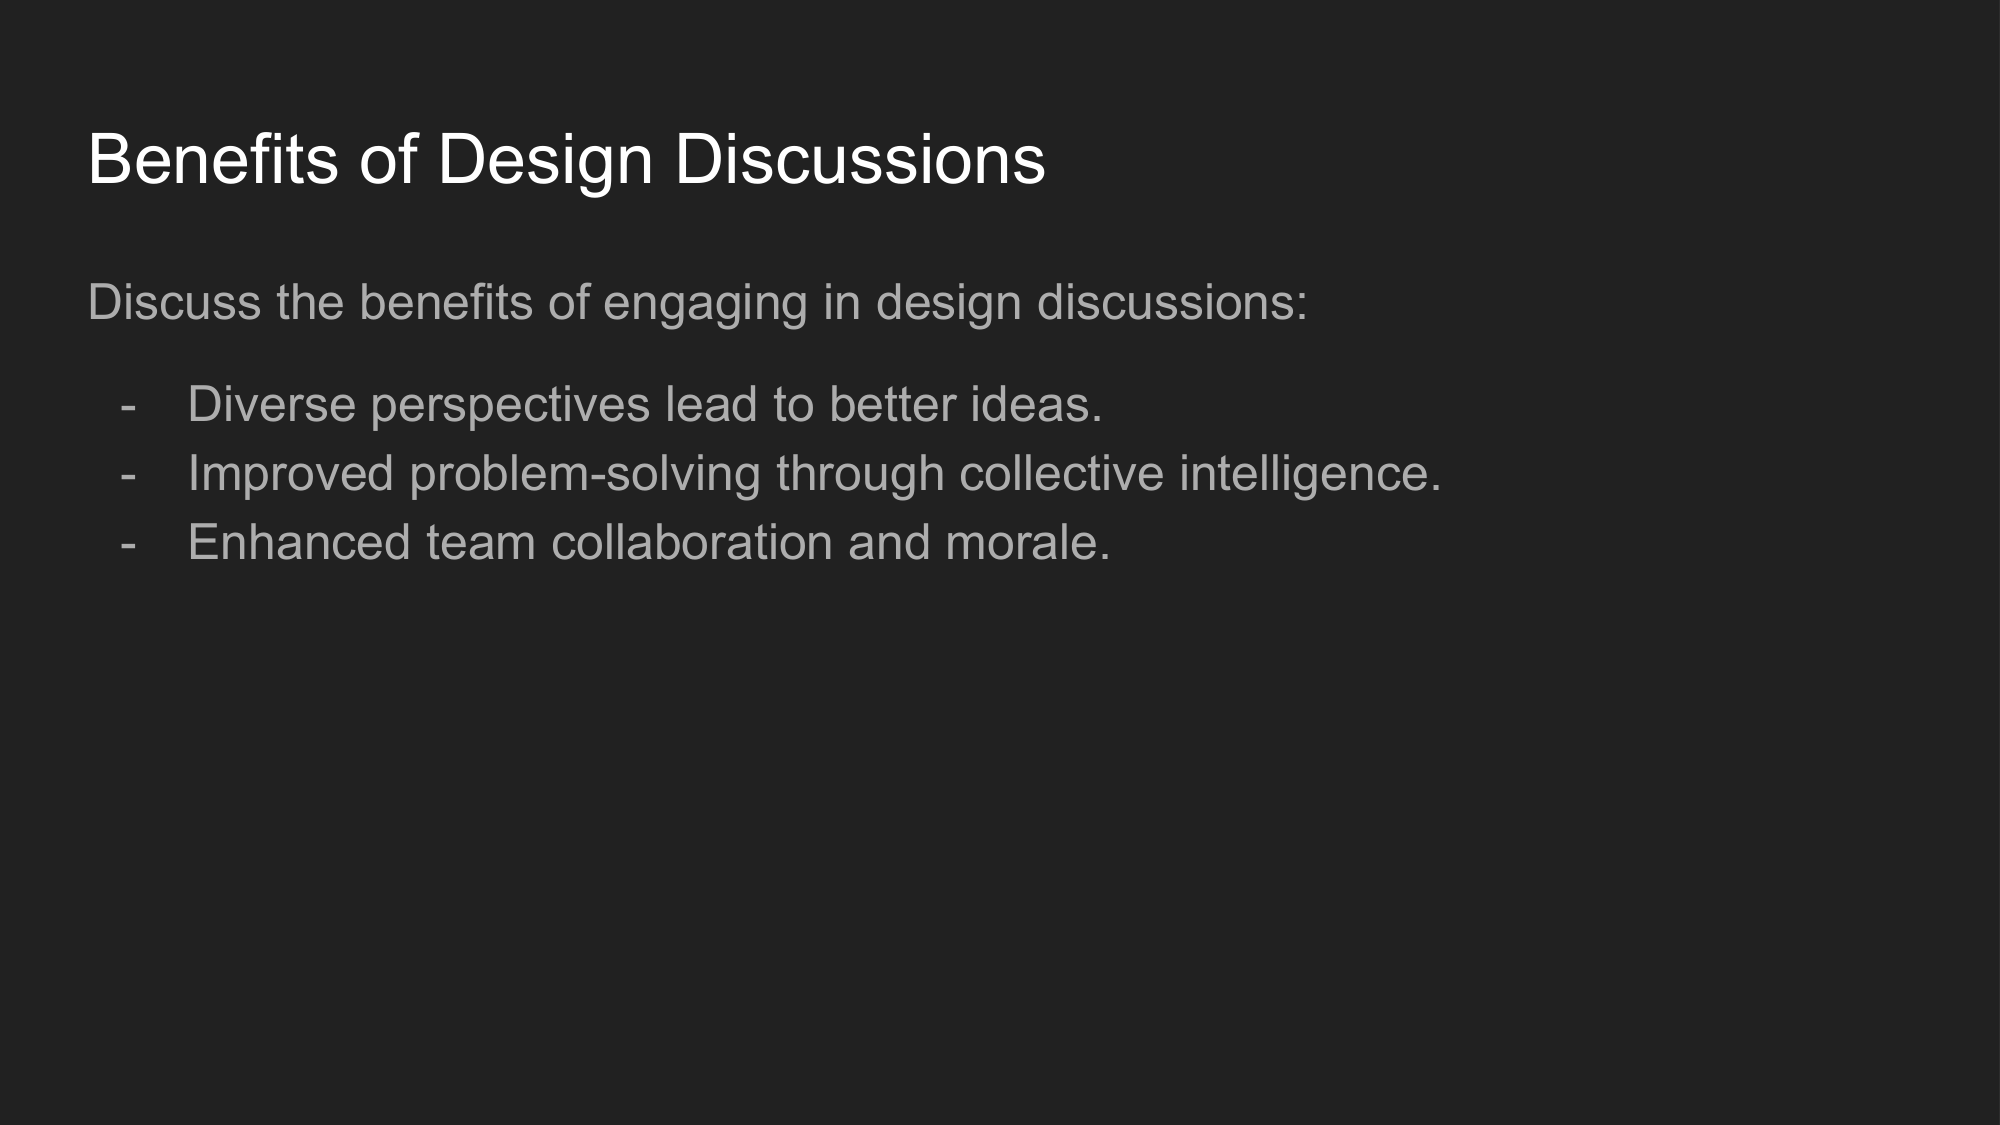 Benefits of Design Discussions
Discuss the benefits of engaging in design discussions:
- Diverse perspectives lead to better ideas.
- Improved problem-solving through collective intelligence.
- Enhanced team collaboration and morale.